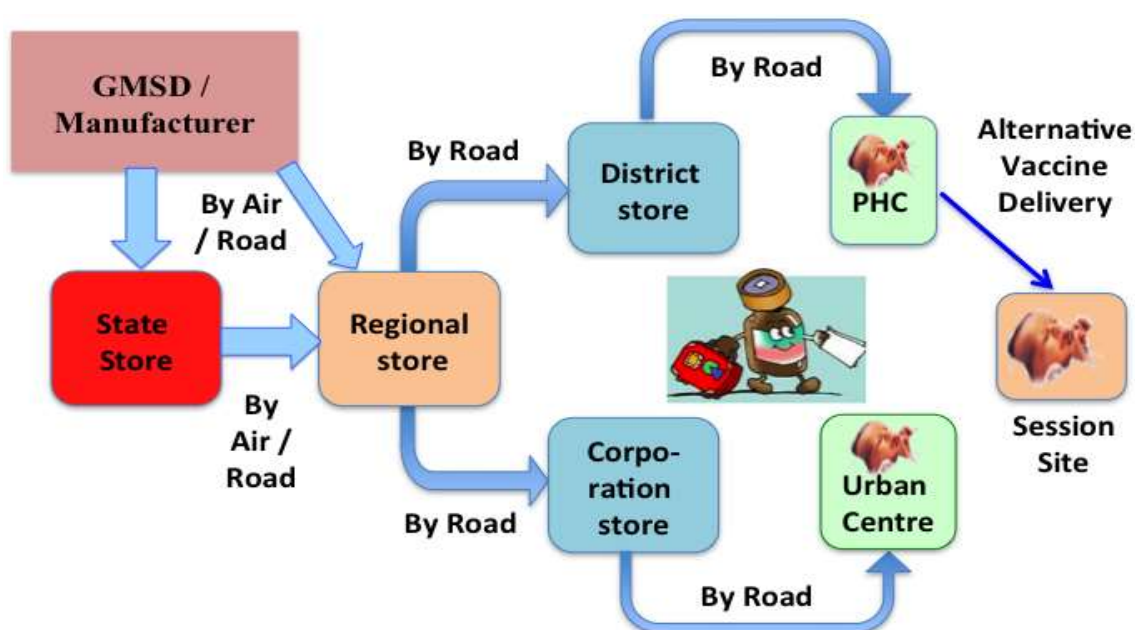 GMSD /
Manufacturer
By Air
/ Road
State
Store
By
Air /
Road
Regional
store
By Road
District
store
By Road
PHC
Alternative
Vaccine
Delivery
Session
Site
By Road
Corpo-
ration
store
By Road
Urban
Centre